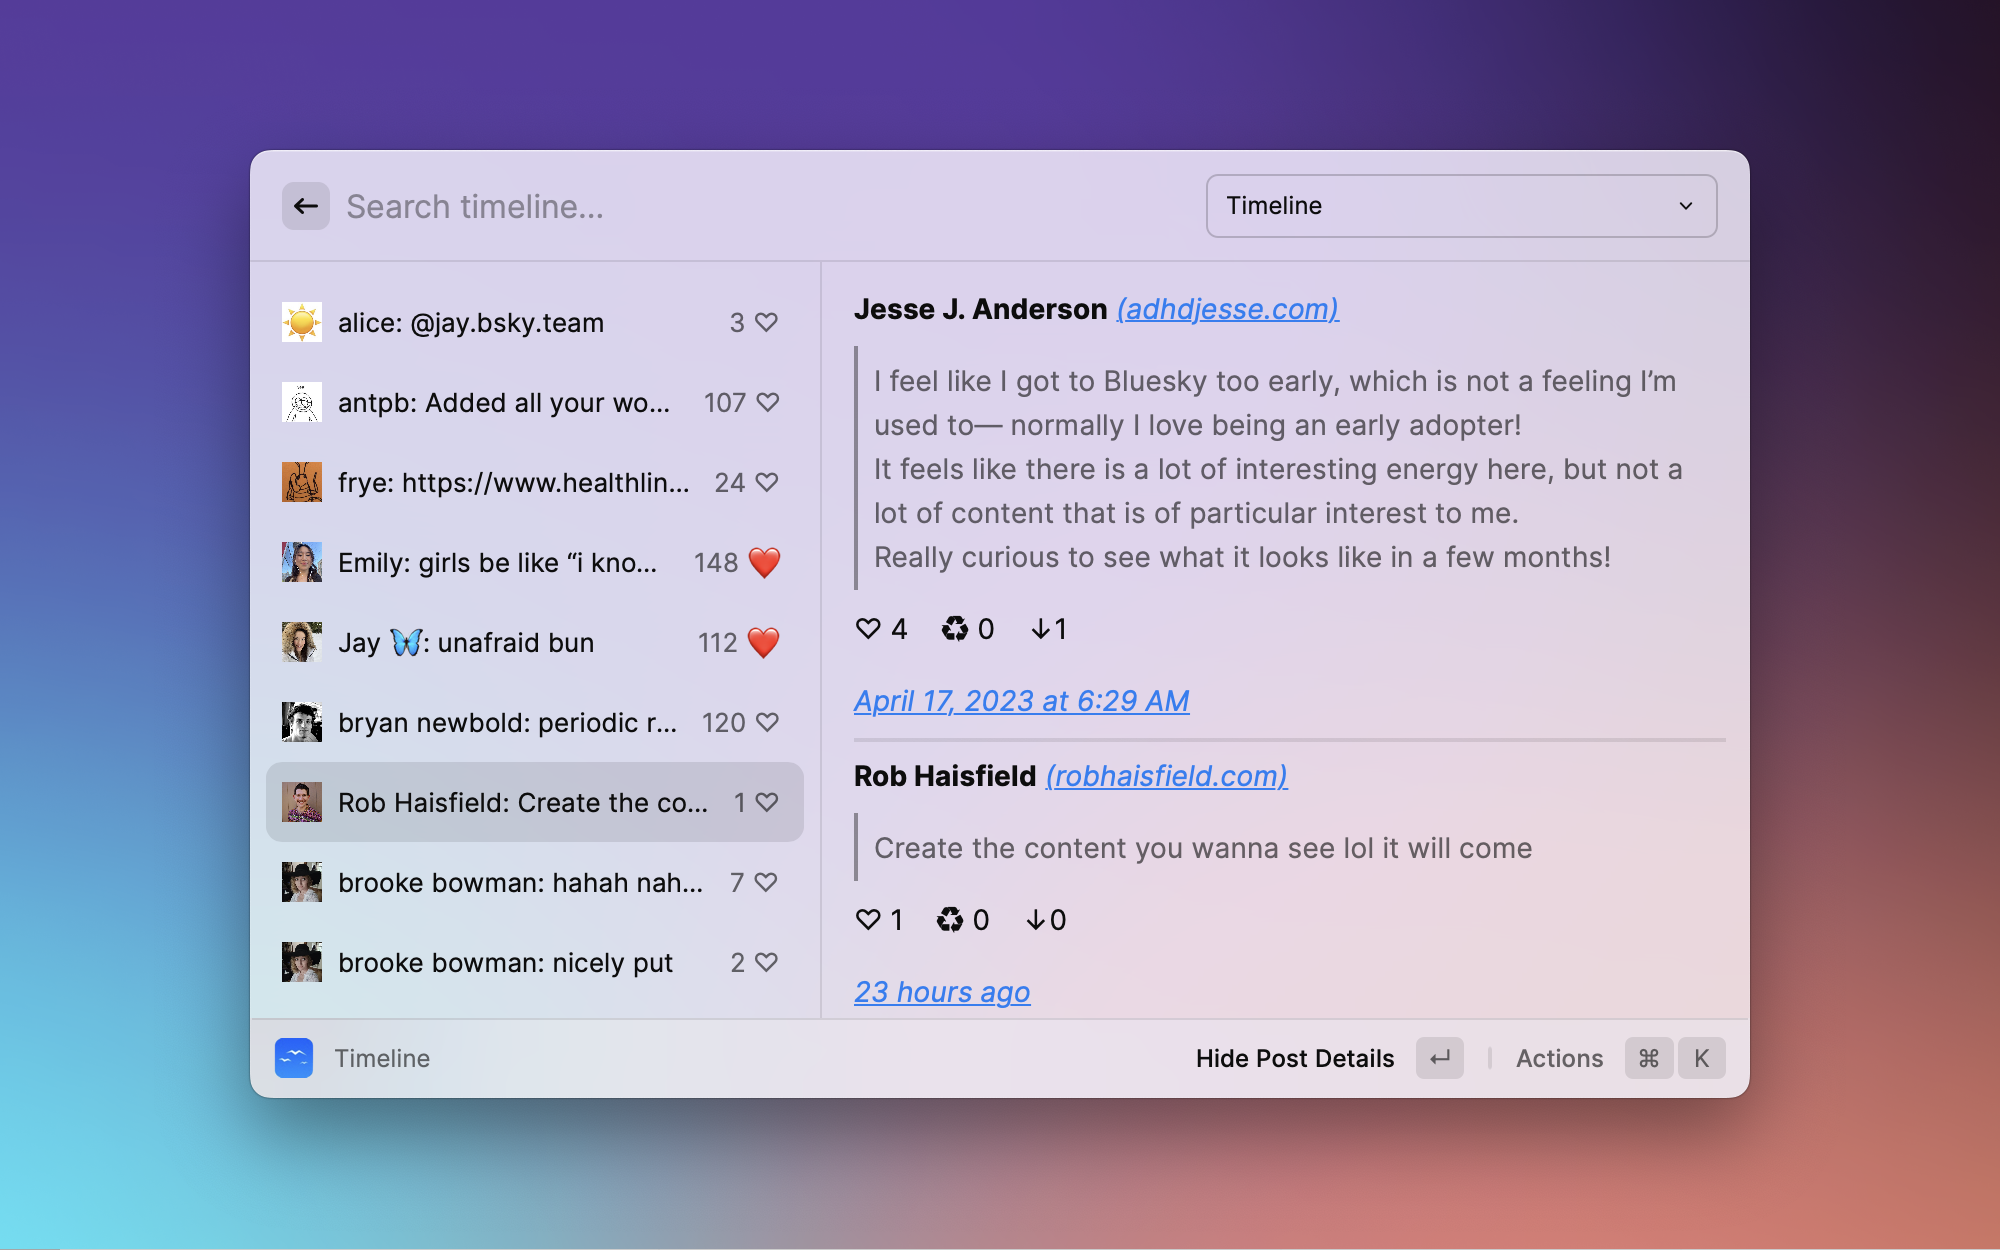 Search timeline...
Timeline
alice: @jay.bsky.team 3 ♡
antpb: Added all your wo... 107 ♡
frye: https://www.healthlin... 24 ♡
Emily: girls be like “i kno... 148 ❤️
Jay 🦋: unafraid bun 112 ❤️
bryan newbold: periodic r... 120 ♡
Rob Haisfield: Create the co... 1 ♡
brooke bowman: hahah nah... 7 ♡
brooke bowman: nicely put 2 ♡
Jesse J. Anderson (adhdjesse.com)
I feel like I got to Bluesky too early, which is not a feeling I’m
used to— normally I love being an early adopter!
It feels like there is a lot of interesting energy here, but not a
lot of content that is of particular interest to me.
Really curious to see what it looks like in a few months!
♡ 4 ♻ 0 ↓1
April 17, 2023 at 6:29 AM
Rob Haisfield (robhaisfield.com)
Create the content you wanna see lol it will come
♡ 1 ♻ 0 ↓0
23 hours ago
Timeline
Hide Post Details ↵ Actions ⌘ K